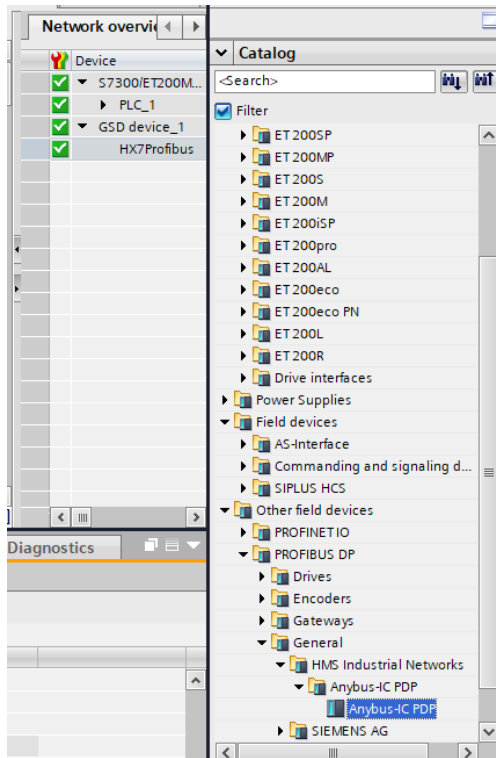 Network overvie
Device
S7300/ET200M...
PLC_1
GSD device_1
HX7Profibus
Diagnostics
Catalog
<Search>
Filter
ET 200SP
ET 200MP
ET 200S
ET 200M
ET 200iSP
ET 200pro
ET 200AL
ET 200eco
ET 200eco PN
ET 200L
ET 200R
Drive interfaces
Power Supplies
Field devices
AS-Interface
Commanding and signaling d...
SIPLUS HCS
Other field devices
PROFINET IO
PROFIBUS DP
Drives
Encoders
Gateways
General
HMS Industrial Networks
Anybus-IC PDP
Anybus-IC PDP
SIEMENS AG